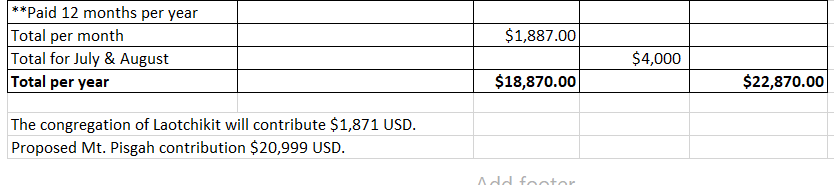 **Paid 12 months per year
Total per month $1,887.00
Total for July & August $4,000
Total per year $18,870.00 $22,870.00
The congregation of Laotchikit will contribute $1,871 USD.
Proposed Mt. Pisgah contribution $20,999 USD.
Add footer